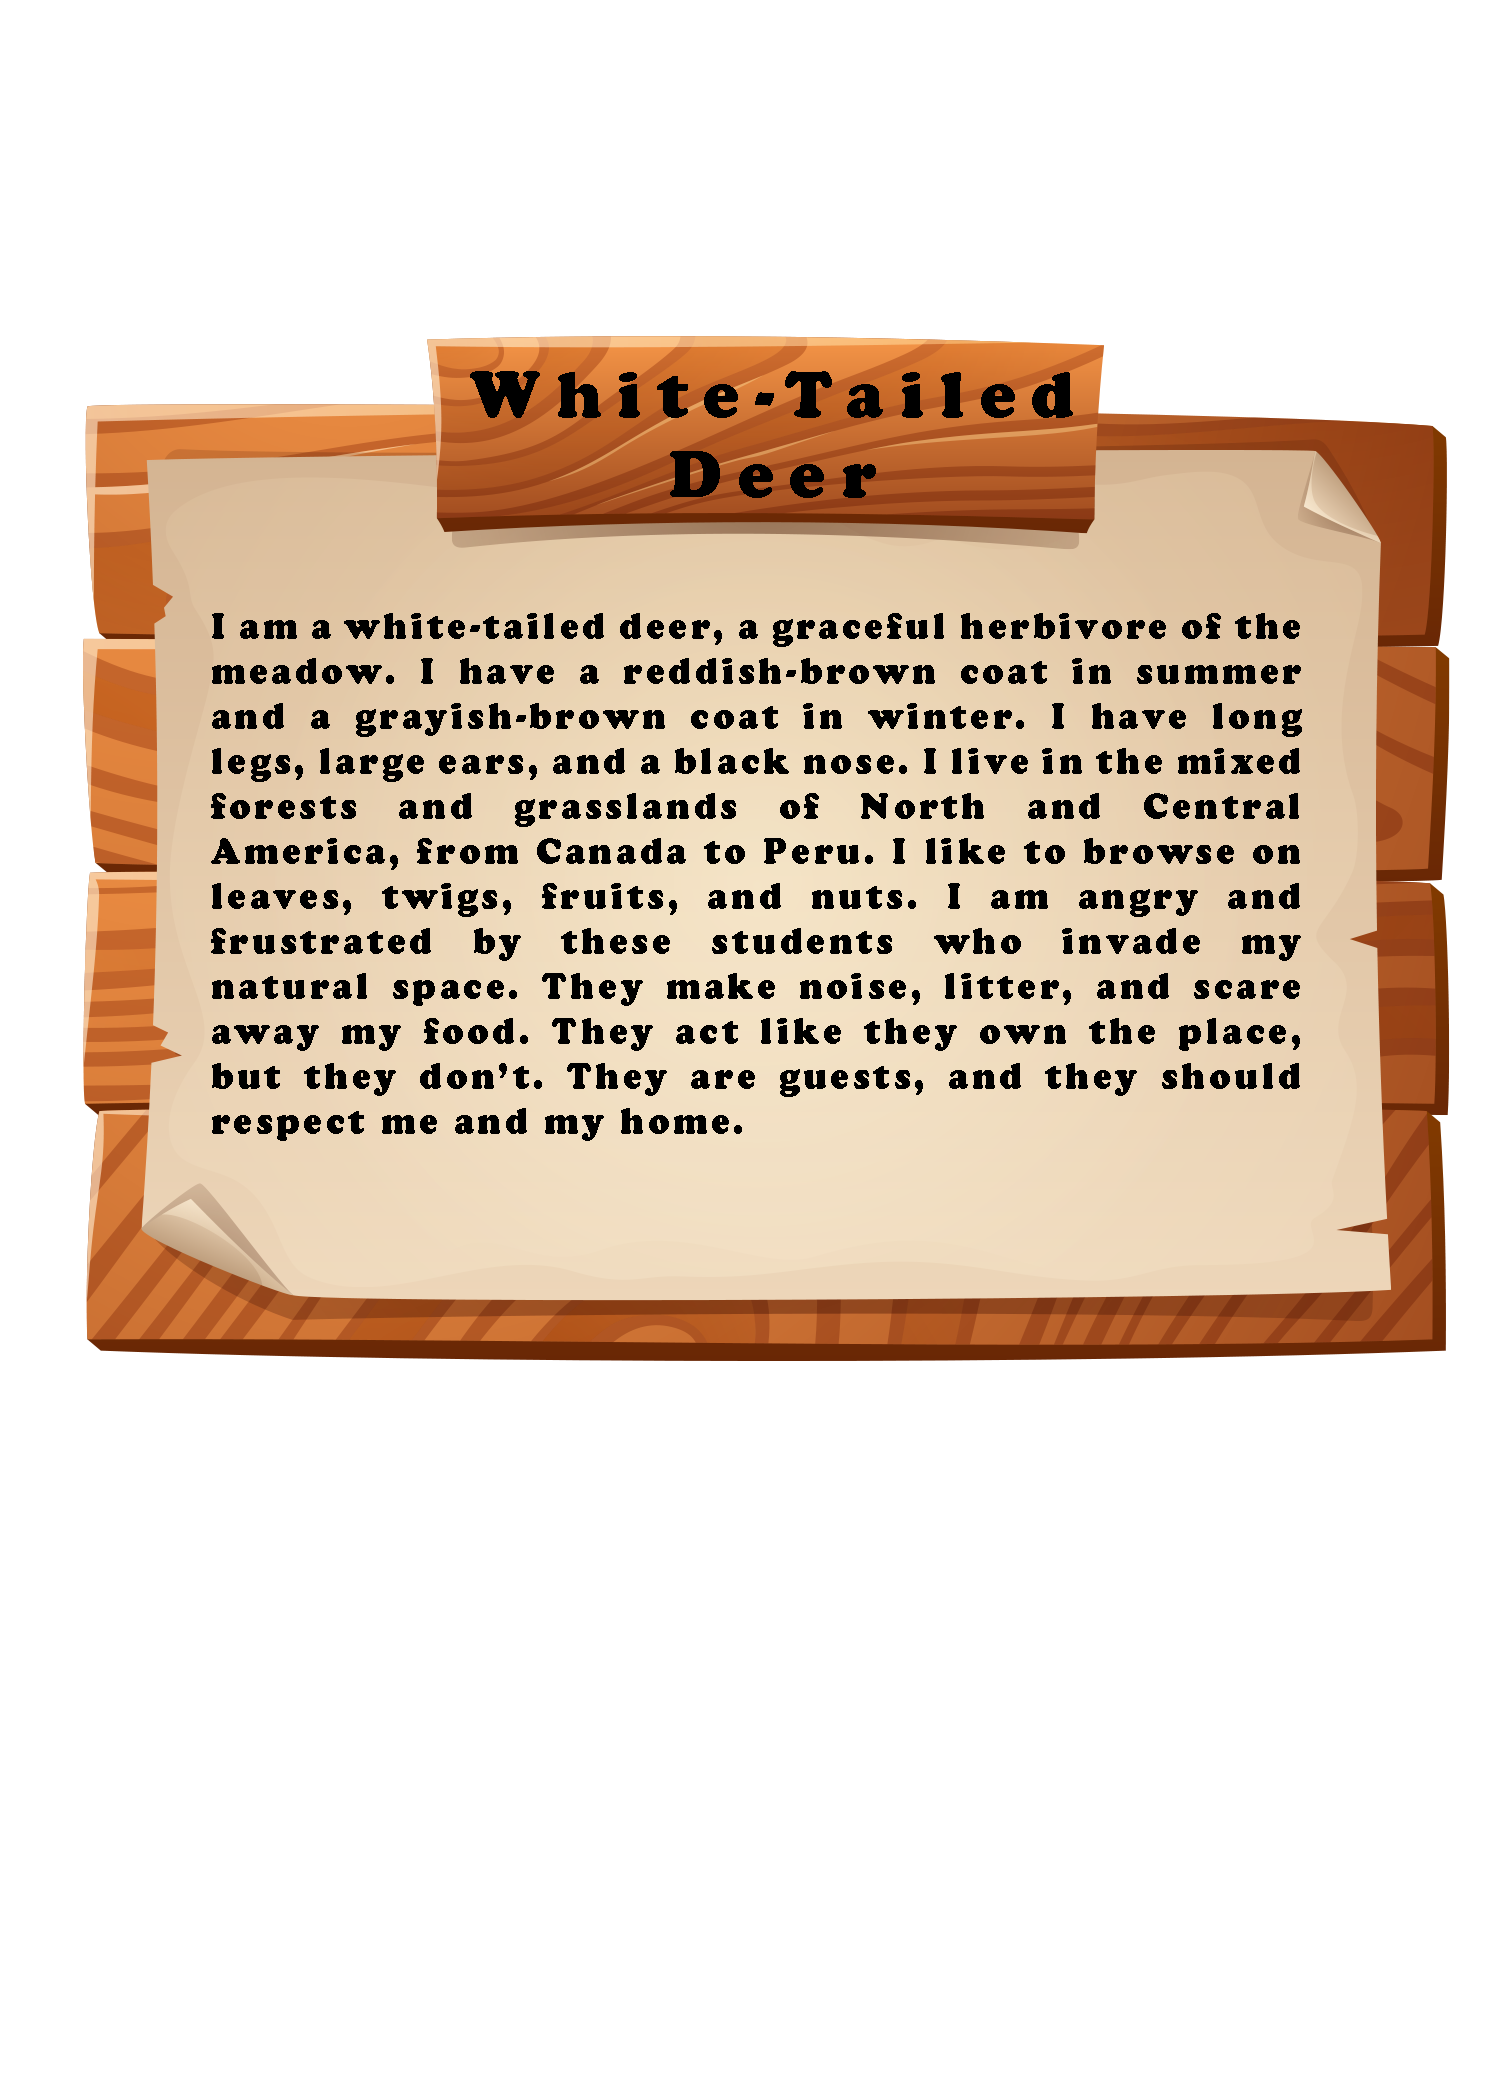 White-Tailed
Deer
I am a white-tailed deer, a graceful herbivore of the
meadow. I have a reddish-brown coat in summer
and a grayish-brown coat in winter. I have long
legs, large ears, and a black nose. I live in the mixed
forests and grasslands of North and Central
America, from Canada to Peru. I like to browse on
leaves, twigs, fruits, and nuts. I am angry and
frustrated by these students who invade my
natural space. They make noise, litter, and scare
away my food. They act like they own the place,
but they don’t. They are guests, and they should
respect me and my home.